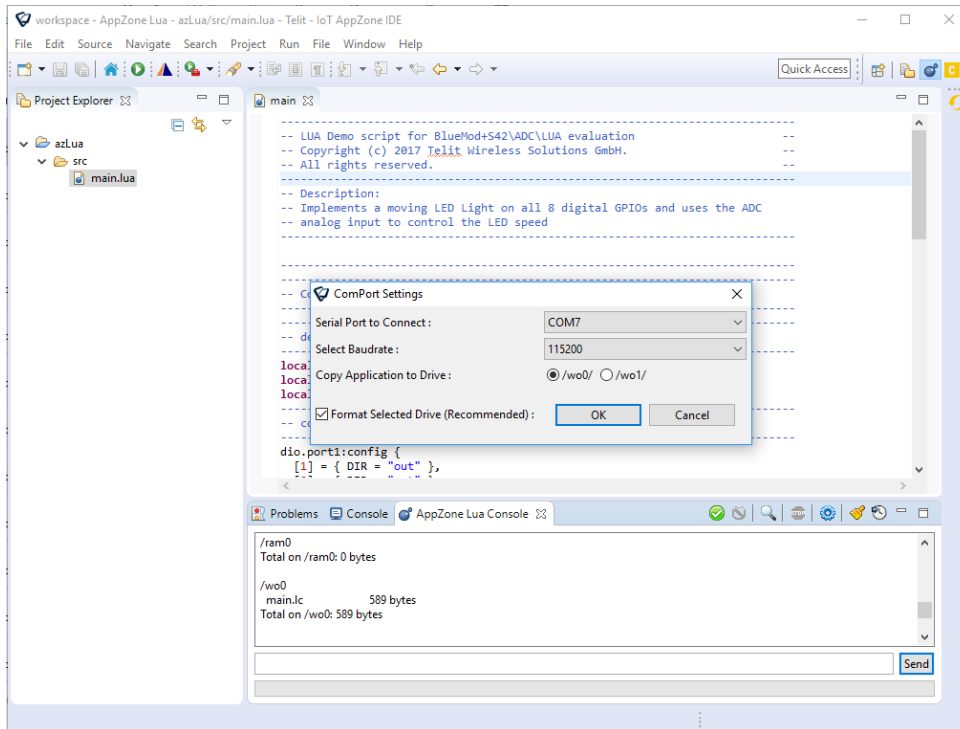 workspace - AppZone Lua - azLua/src/main.lua - Telit - IoT AppZone IDE
File Edit Source Navigate Search Project Run File Window Help
Quick Access
Project Explorer
main
azLua
src
main.lua
--------------------------------------------------------------------------------
-- LUA Demo script for BlueMod+S42\ADC\LUA evaluation --
-- Copyright (c) 2017 Telit Wireless Solutions GmbH. --
-- All rights reserved. --
--------------------------------------------------------------------------------
-- Description:
-- Implements a moving LED Light on all 8 digital GPIOs and uses the ADC
-- analog input to control the LED speed
--------------------------------------------------------------------------------
--------------------------------------------------------------------------------
ComPort Settings
Serial Port to Connect :
COM7
Select Baudrate :
115200
Copy Application to Drive :
/wo0/ /wo1/
Format Selected Drive (Recommended) :
OK
Cancel
dio.port1:config {
[1] = { DIR = "out" },
Problems Console AppZone Lua Console
STOP
/ram0
Total on /ram0: 0 bytes
/wo0
main.lc 589 bytes
Total on /wo0: 589 bytes
Send